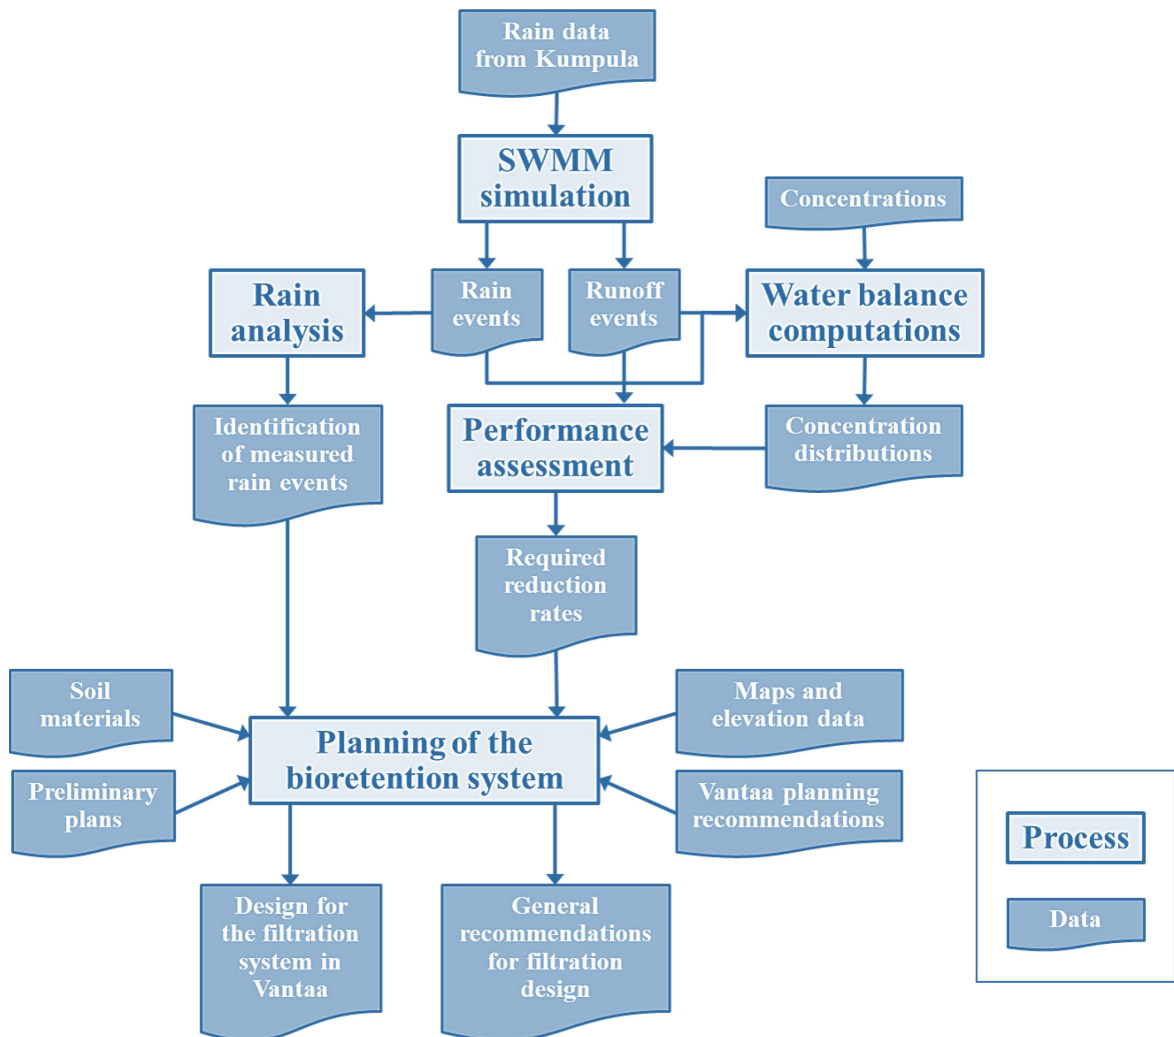 Rain data
from Kumpula
SWMM
simulation
Concentrations
Rain
analysis
Rain
events
Runoff
events
Water balance
computations
Identification
of measured
rain events
Performance
assessment
Concentration
distributions
Required
reduction
rates
Soil
materials
Maps and
elevation data
Planning of the
bioretention system
Preliminary
plans
Vantaa planning
recommendations
Process
Data
Design for
the filtration
system in
Vantaa
General
recommendations
for filtration
design